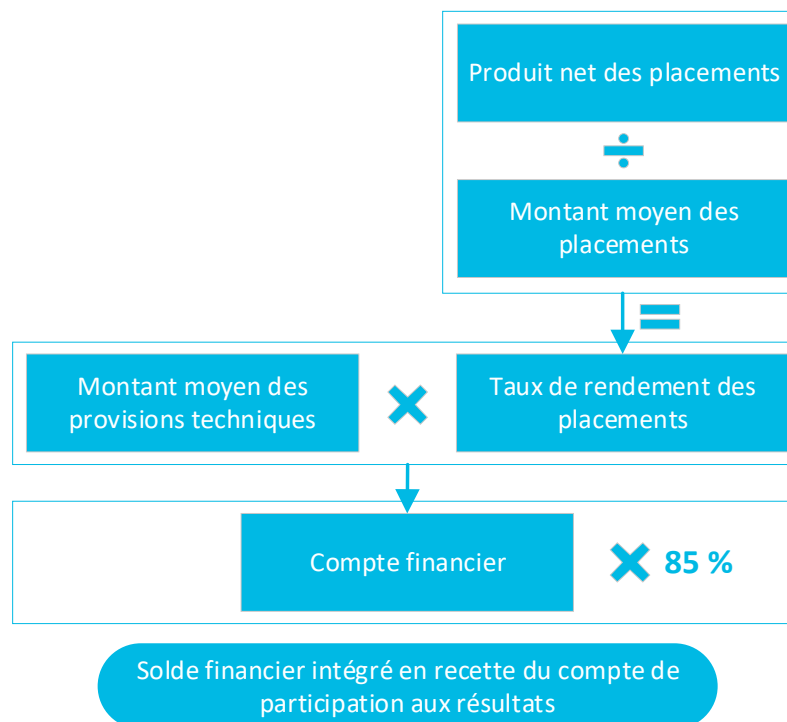 Produit net des placements
÷
Montant moyen des
placements
=
Montant moyen des
provisions techniques
×
Taux de rendement des
placements
Compte financier
× 85 %
Solde financier intégré en recette du compte de
participation aux résultats